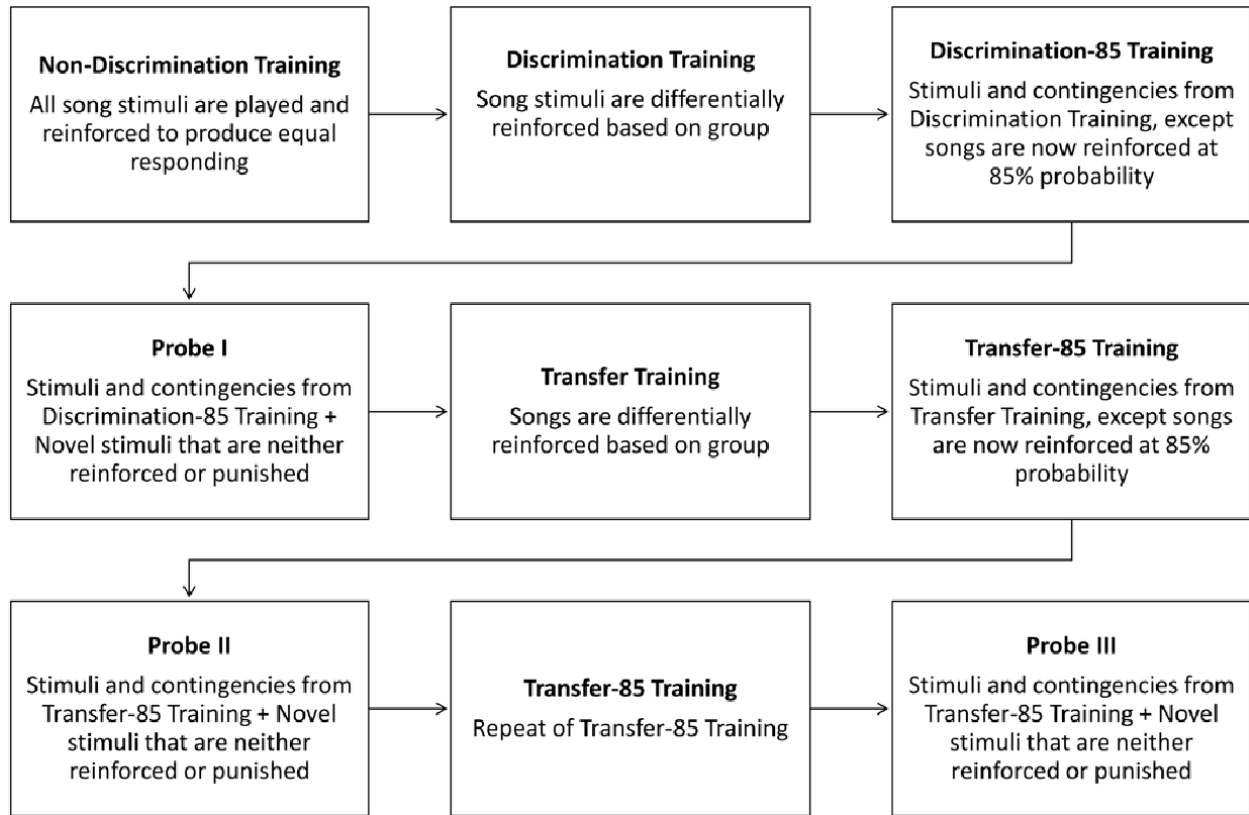 Non-Discrimination Training
All song stimuli are played and
reinforced to produce equal
responding
Discrimination Training
Song stimuli are differentially
reinforced based on group
Discrimination-85 Training
Stimuli and contingencies from
Discrimination Training, except
songs are now reinforced at
85% probability
Probe I
Stimuli and contingencies from
Discrimination-85 Training +
Novel stimuli that are neither
reinforced or punished
Transfer Training
Songs are differentially
reinforced based on group
Transfer-85 Training
Stimuli and contingencies from
Transfer Training, except songs
are now reinforced at 85%
probability
Probe II
Stimuli and contingencies from
Transfer-85 Training + Novel
stimuli that are neither
reinforced or punished
Transfer-85 Training
Repeat of Transfer-85 Training
Probe III
Stimuli and contingencies from
Transfer-85 Training + Novel
stimuli that are neither
reinforced or punished